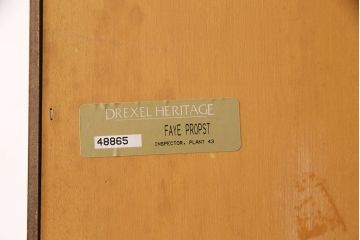 DREXEL HERITAGE
FAYE PROPST
48865
INSPECTOR, PLANT 43